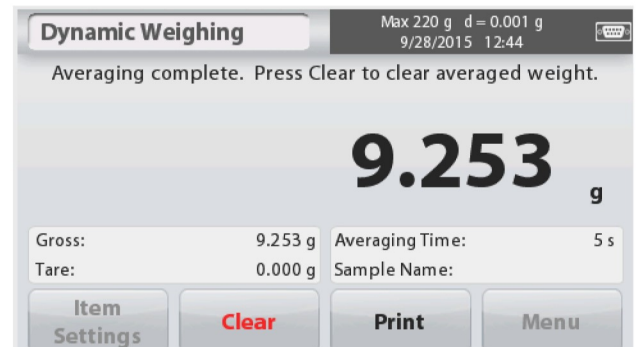 Dynamic Weighing
Max 220 g  d = 0.001 g
9/28/2015  12:44
Averaging complete.  Press Clear to clear averaged weight.
9.253 g
Gross: 9.253 g
Tare: 0.000 g
Averaging Time: 5 s
Sample Name:
Item
Settings
Clear
Print
Menu